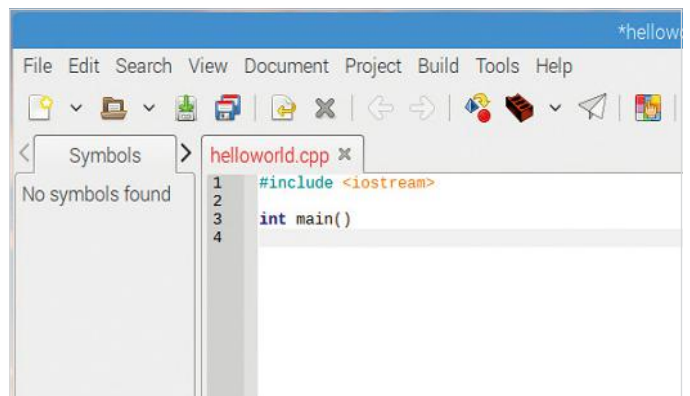 *hellow
File Edit Search View Document Project Build Tools Help
Symbols
helloworld.cpp
No symbols found
1 #include <iostream>
2
3 int main()
4